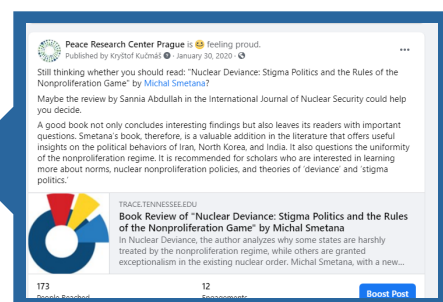 Peace Research Center Prague is 😊 feeling proud.
Published by Kryštof Kučmáš · January 30, 2020 ·
Still thinking whether you should read: "Nuclear Deviance: Stigma Politics and the Rules of the
Nonproliferation Game" by Michal Smetana?
Maybe the review by Sannia Abdullah in the International Journal of Nuclear Security could help
you decide.
A good book not only concludes interesting findings but also leaves its readers with important
questions. Smetana's book, therefore, is a valuable addition in the literature that offers useful
insights on the political behaviors of Iran, North Korea, and India. It also questions the uniformity
of the nonproliferation regime. It is recommended for scholars who are interested in learning
more about norms, nuclear nonproliferation policies, and theories of 'deviance' and 'stigma
politics.'
TRACE.TENNESSEE.EDU
Book Review of "Nuclear Deviance: Stigma Politics and the Rules
of the Nonproliferation Game" by Michal Smetana
In Nuclear Deviance, the author analyzes why some states are harshly
treated by the nonproliferation regime, while others are granted
exceptionalism in the existing nuclear order. Michal Smetana, with a new...
173
12
People Reached
Engagements
Boost Post